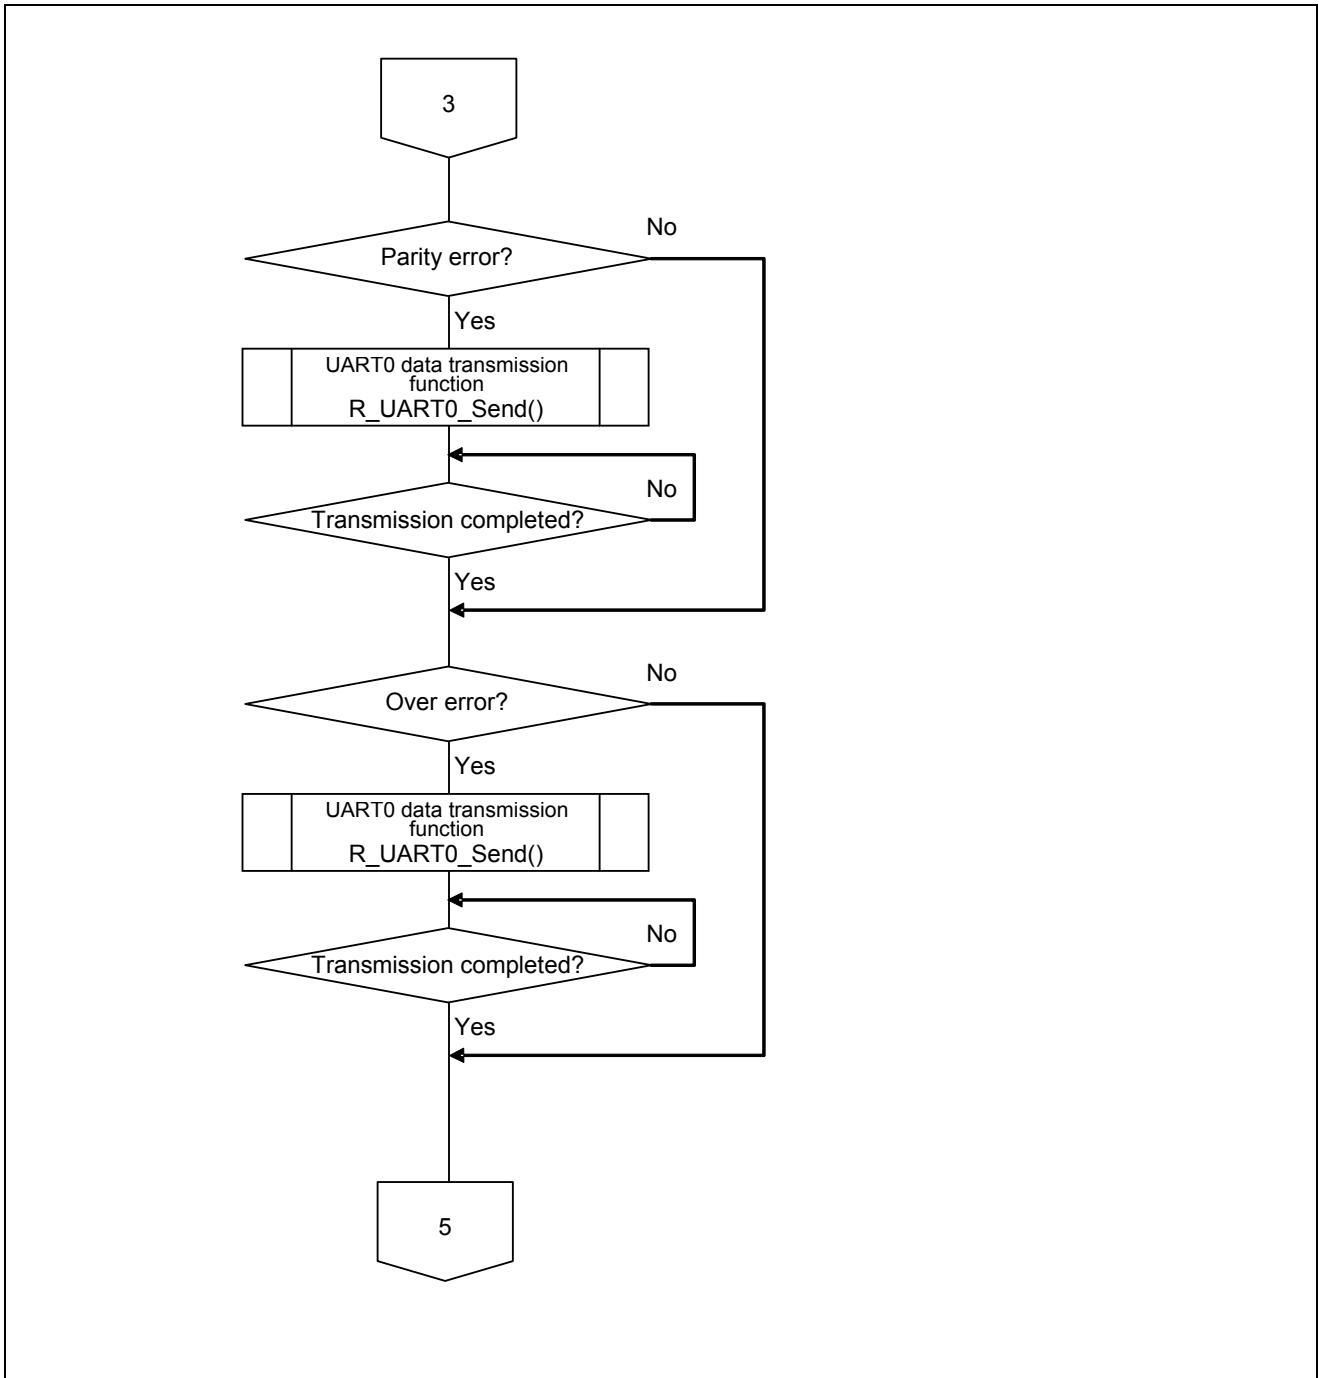 3
No
Parity error?
Yes
UART0 data transmission
function
R_UART0_Send()
No
Transmission completed?
Yes
No
Over error?
Yes
UART0 data transmission
function
R_UART0_Send()
No
Transmission completed?
Yes
5